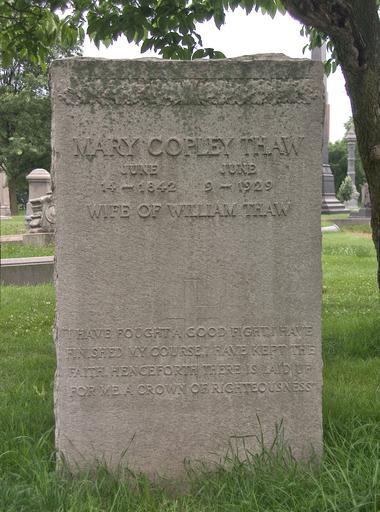 MARY COPLEY THAW
JUNE JUNE
14 - 1842 9 - 1929
WIFE OF WILLIAM THAW
"I HAVE FOUGHT A GOOD FIGHT, I HAVE
FINISHED MY COURSE, I HAVE KEPT THE
FAITH. HENCEFORTH THERE IS LAID UP
FOR ME A CROWN OF RIGHTEOUSNESS"